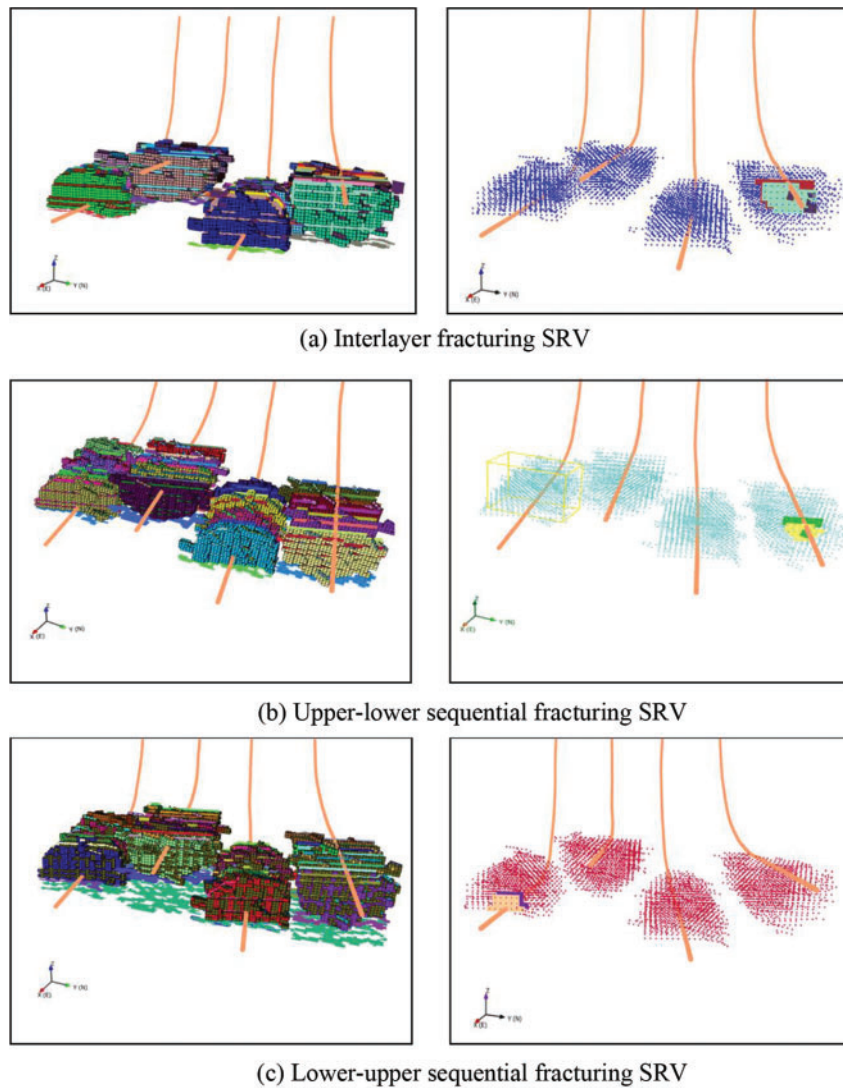 Z
X (E)
Y (N)
Z
X (E)
Y (N)
(a) Interlayer fracturing SRV
Z
X (E)
Y (N)
Z
X (E)
Y (N)
(b) Upper-lower sequential fracturing SRV
Z
X (E)
Y (N)
Z
X (E)
Y (N)
(c) Lower-upper sequential fracturing SRV